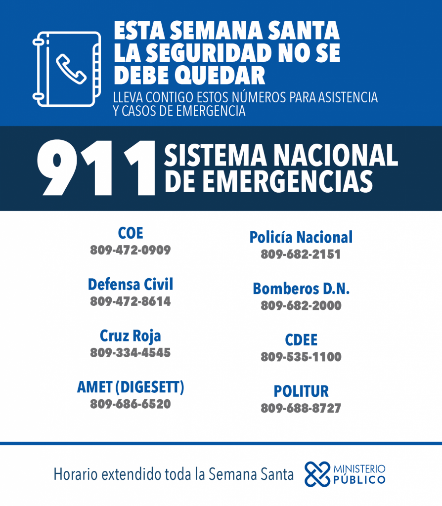 ESTA SEMANA SANTA
LA SEGURIDAD NO SE
DEBE QUEDAR
LLEVA CONTIGO ESTOS NÚMEROS PARA ASISTENCIA
Y CASOS DE EMERGENCIA
911 SISTEMA NACIONAL
DE EMERGENCIAS
COE
809-472-0909
Defensa Civil
809-472-8614
Cruz Roja
809-334-4545
AMET (DIGESETT)
809-686-6520
Policía Nacional
809-682-2151
Bomberos D.N.
809-682-2000
CDEE
809-535-1100
POLITUR
809-688-8727
Horario extendido toda la Semana Santa
MINISTERIO
PÚBLICO